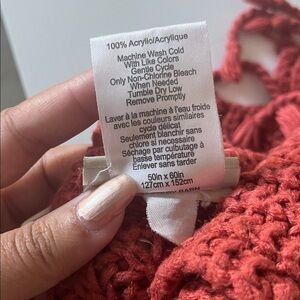 100% Acrylic/Acrylique
Machine Wash Cold
With Like Colors
Gentle Cycle
Only Non-Chlorine Bleach
When Needed
Tumble Dry Low
Remove Promptly
Laver à la machine à l'eau froide
avec les couleurs similaires
cycle délicat
Seulement blanchir sans
chlore si necessaire
Séchage par culbutage à
basse température
Enlever sans tarder
50in x 60in
127cm x 152cm
BARN